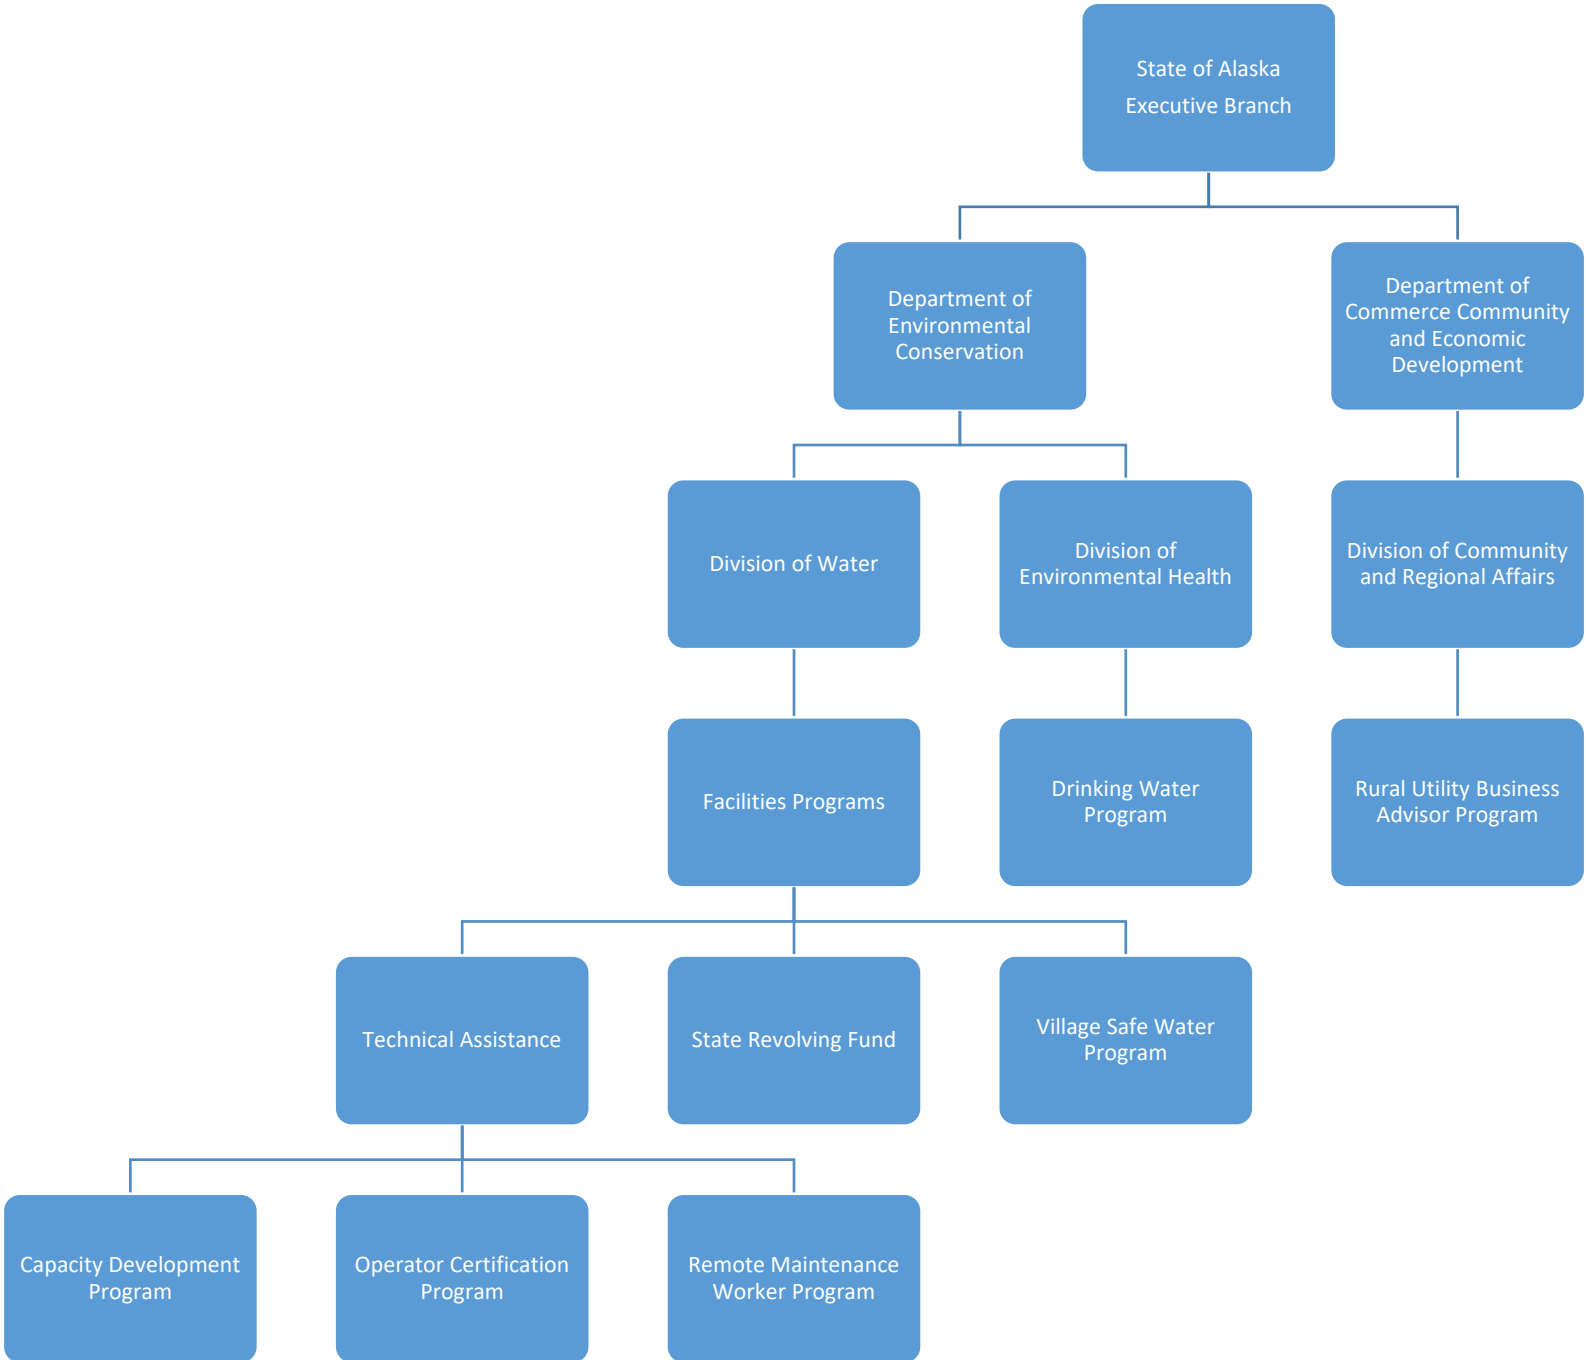 State of Alaska
Executive Branch
Department of
Environmental
Conservation
Department of
Commerce Community
and Economic
Development
Division of Water
Division of
Environmental Health
Division of Community
and Regional Affairs
Facilities Programs
Drinking Water
Program
Rural Utility Business
Advisor Program
Technical Assistance
State Revolving Fund
Village Safe Water
Program
Capacity Development
Program
Operator Certification
Program
Remote Maintenance
Worker Program